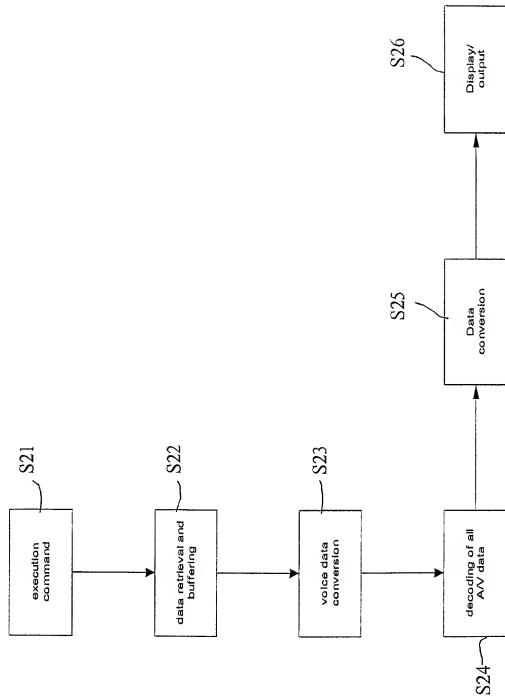 S21
execution
command
S22
data retrieval and
buffering
S23
voice data
conversion
S24
decoding of all
A/V data
S25
Data
conversion
S26
Display/
output